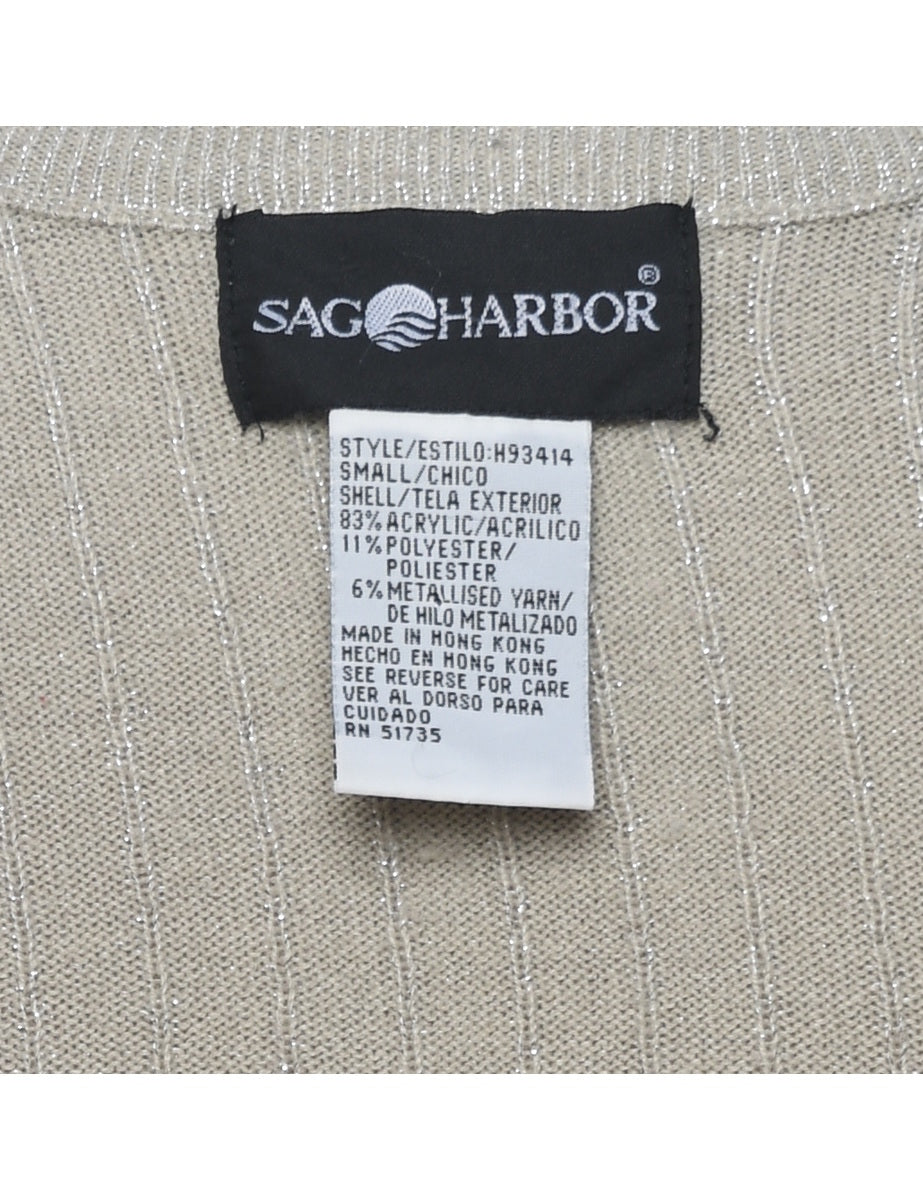 SAG HARBOR®
STYLE/ESTILO:H93414
SMALL/CHICO
SHELL/TELA EXTERIOR
83% ACRYLIC/ACRILICO
11% POLYESTER/
POLIESTER
6% METALLISED YARN/
DE HILO METALIZADO
MADE IN HONG KONG
HECHO EN HONG KONG
SEE REVERSE FOR CARE
VER AL DORSO PARA
CUIDADO
RN 51735